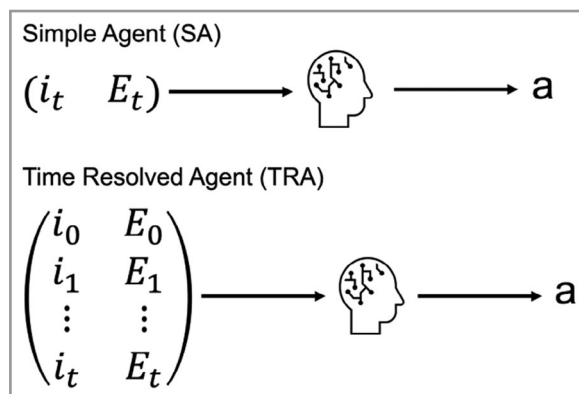 Simple Agent (SA)
(i_t E_t) a
Time Resolved Agent (TRA)
i_0 E_0
i_1 E_1
⋮ ⋮
i_t E_t
a